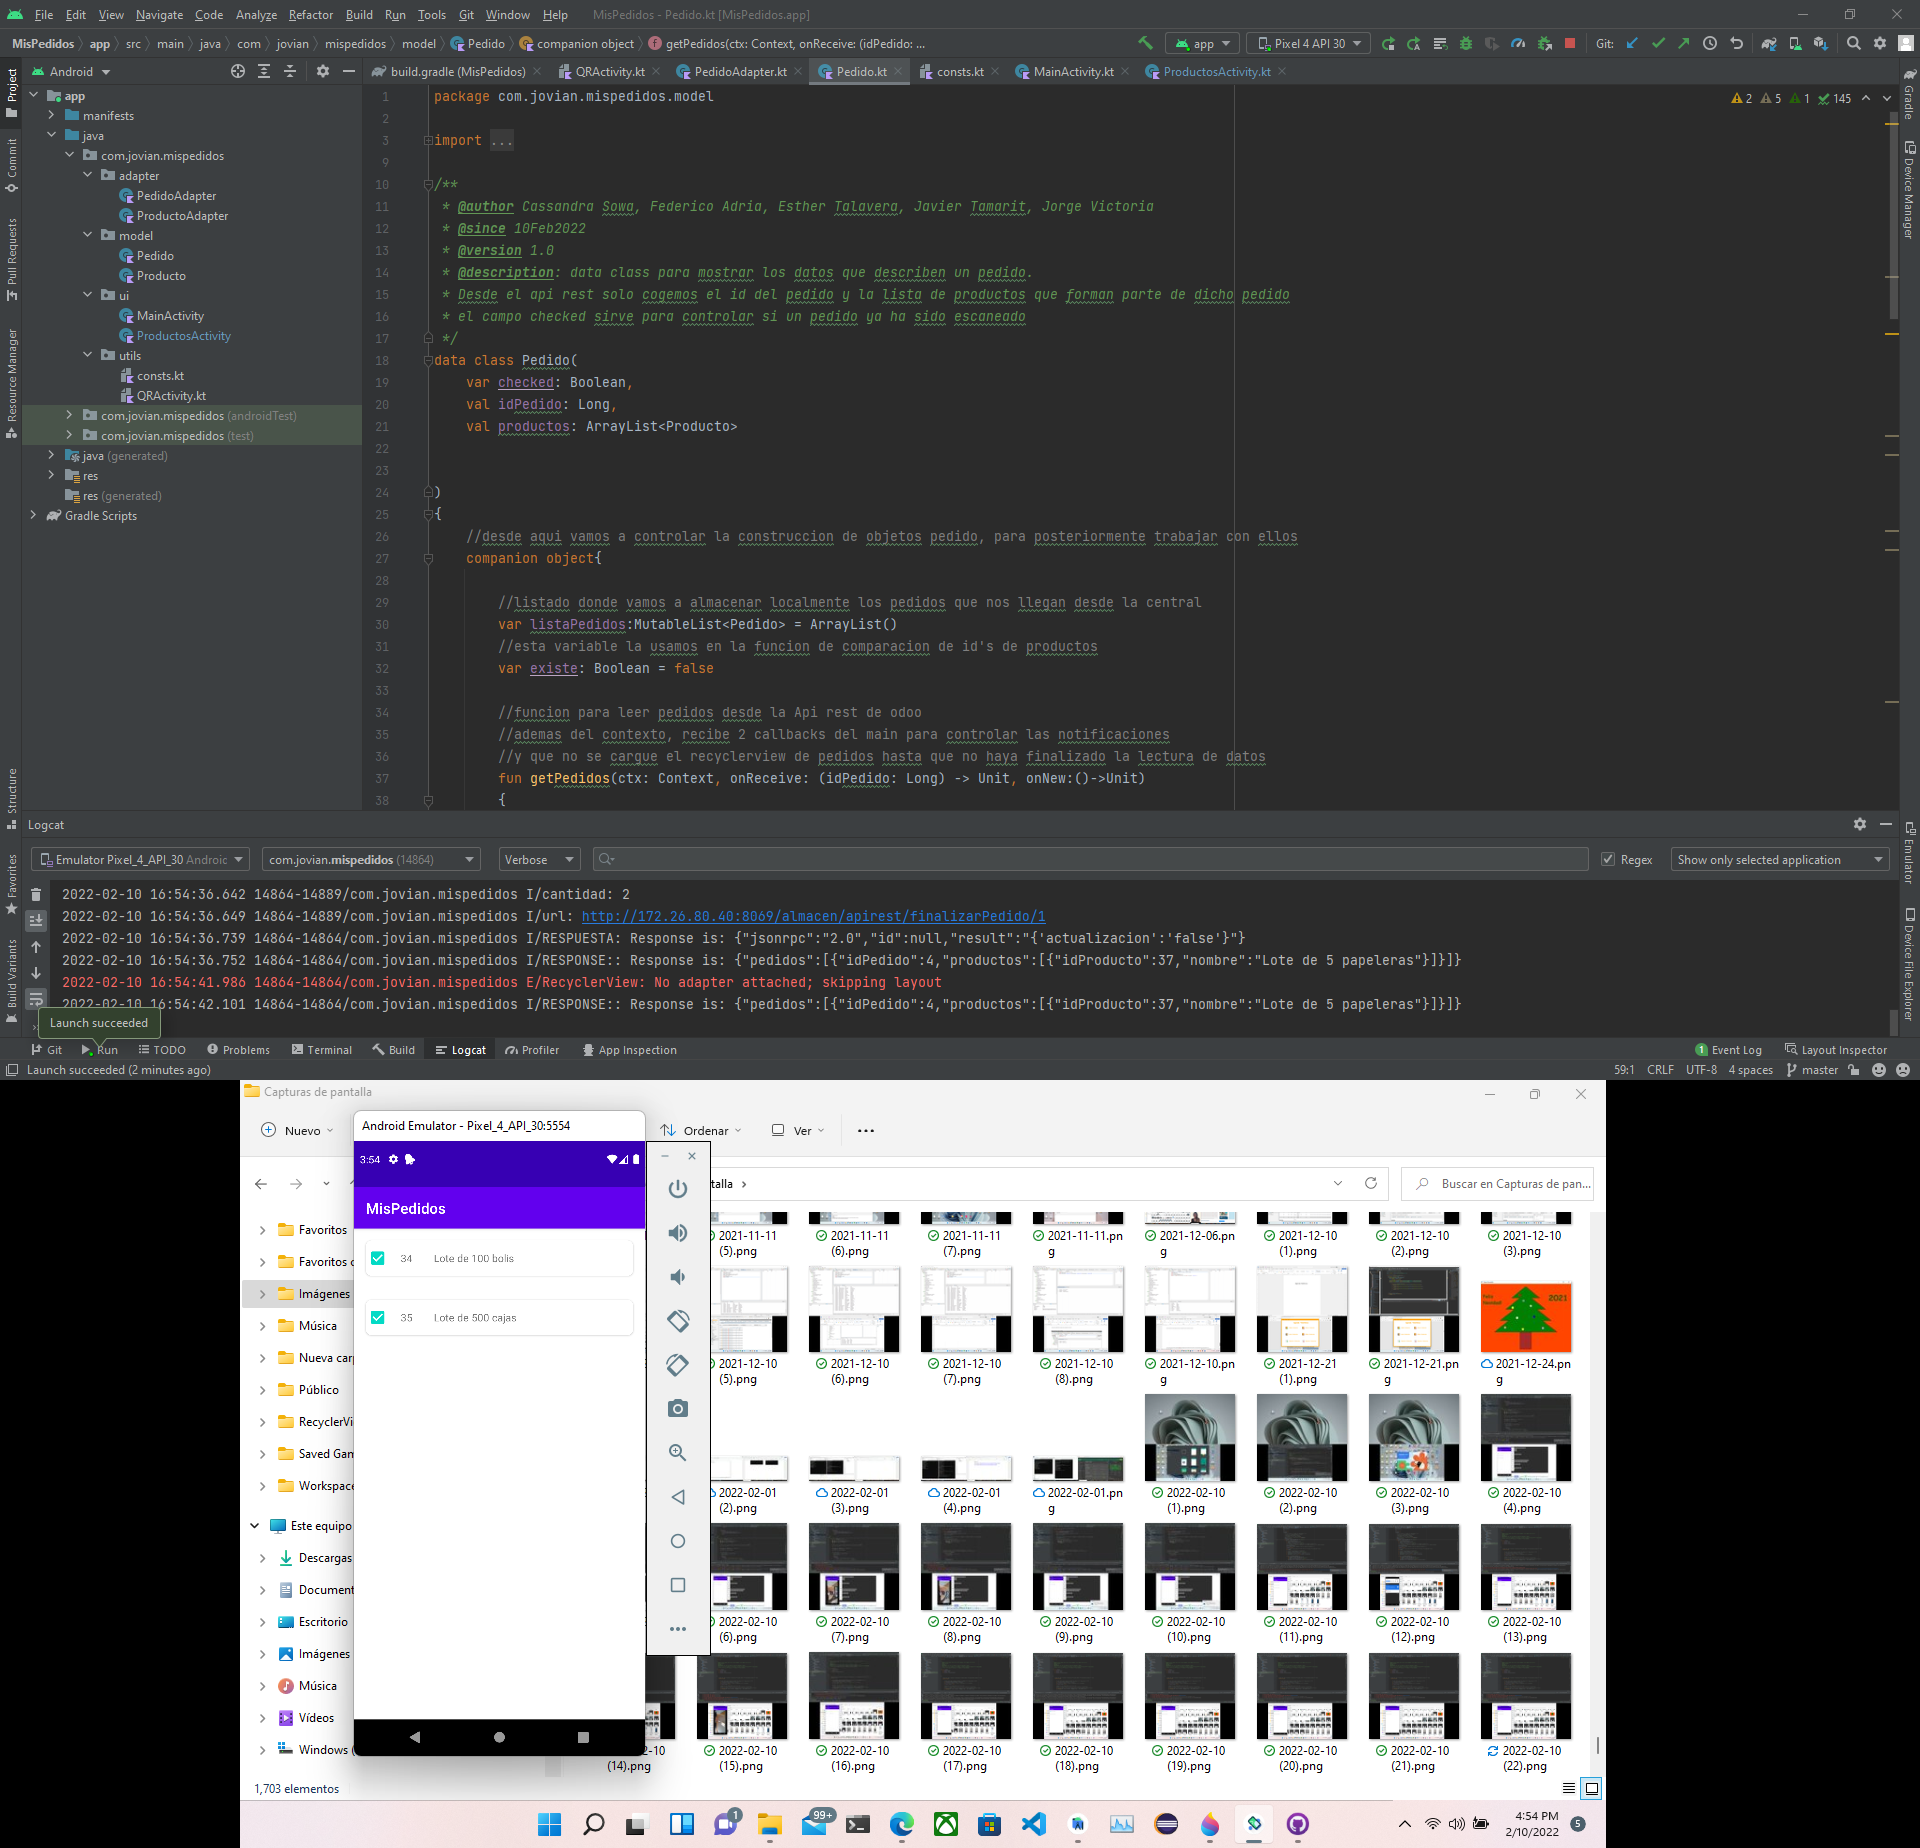 File Edit View Navigate Code Analyze Refactor Build Run Tools Git Window Help MisPedidos - Pedido.kt [MisPedidos.app]
MisPedidos app src main java com jovian mispedidos model Pedido companion object getPedidos(ctx: Context, onReceive: (idPedido: ... app Pixel 4 API 30 Git:
Android
build.gradle (MisPedidos) QRActivity.kt PedidoAdapter.kt Pedido.kt consts.kt MainActivity.kt ProductosActivity.kt
Project
Commit
Pull Requests
Resource Manager
Structure
Favorites
Build Variants
app
manifests
java
com.jovian.mispedidos
adapter
PedidoAdapter
ProductoAdapter
model
Pedido
Producto
ui
MainActivity
ProductosActivity
utils
consts.kt
QRActivity.kt
com.jovian.mispedidos (androidTest)
com.jovian.mispedidos (test)
java (generated)
res
res (generated)
Gradle Scripts
2 5 1 145
1 package com.jovian.mispedidos.model
2
3 import ...
9
10 /**
11 * @author Cassandra Sowa, Federico Adria, Esther Talavera, Javier Tamarit, Jorge Victoria
12 * @since 10Feb2022
13 * @version 1.0
14 * @description: data class para mostrar los datos que describen un pedido.
15 * Desde el api rest solo cogemos el id del pedido y la lista de productos que forman parte de dicho pedido
16 * el campo checked sirve para controlar si un pedido ya ha sido escaneado
17 */
18 data class Pedido(
19 var checked: Boolean,
20 val idPedido: Long,
21 val productos: ArrayList<Producto>
22
23
24 )
25 {
26 //desde aqui vamos a controlar la construccion de objetos pedido, para posteriormente trabajar con ellos
27 companion object{
28
29 //listado donde vamos a almacenar localmente los pedidos que nos llegan desde la central
30 var listaPedidos:MutableList<Pedido> = ArrayList()
31 //esta variable la usamos en la funcion de comparacion de id's de productos
32 var existe: Boolean = false
33
34 //funcion para leer pedidos desde la Api rest de odoo
35 //ademas del contexto, recibe 2 callbacks del main para controlar las notificaciones
36 //y que no se cargue el recyclerview de pedidos hasta que no haya finalizado la lectura de datos
37 fun getPedidos(ctx: Context, onReceive: (idPedido: Long) -> Unit, onNew:()->Unit)
38 {
Gradle
Device Manager
Emulator
Device File Explorer
Logcat
Emulator Pixel_4_API_30 Androic com.jovian.mispedidos (14864) Verbose Regex Show only selected application
2022-02-10 16:54:36.642 14864-14889/com.jovian.mispedidos I/cantidad: 2
2022-02-10 16:54:36.649 14864-14889/com.jovian.mispedidos I/url: http://172.26.80.40:8069/almacen/apirest/finalizarPedido/1
2022-02-10 16:54:36.739 14864-14864/com.jovian.mispedidos I/RESPUESTA: Response is: {"jsonrpc":"2.0","id":null,"result":"{'actualizacion':'false'}"}
2022-02-10 16:54:36.752 14864-14864/com.jovian.mispedidos I/RESPONSE:: Response is: {"pedidos":[{"idPedido":4,"productos":[{"idProducto":37,"nombre":"Lote de 5 papeleras"}]}]}
2022-02-10 16:54:41.986 14864-14864/com.jovian.mispedidos E/RecyclerView: No adapter attached; skipping layout
2022-02-10 16:54:42.101 14864-14864/com.jovian.mispedidos I/RESPONSE:: Response is: {"pedidos":[{"idPedido":4,"productos":[{"idProducto":37,"nombre":"Lote de 5 papeleras"}]}]}
Launch succeeded
Git Run TODO Problems Terminal Build Logcat Profiler App Inspection 1 Event Log Layout Inspector
Launch succeeded (2 minutes ago) 59:1 CRLF UTF-8 4 spaces master
Capturas de pantalla
Nuevo Ordenar Ver
talla Buscar en Capturas de pan...
Android Emulator - Pixel_4_API_30:5554
3:54
MisPedidos
34 Lote de 100 bolis
35 Lote de 500 cajas
Favoritos
Favoritos c
Imágenes
Música
Nueva carp
Público
RecyclerVi
Saved Gam
Workspace
Este equipo
Descargas
Document
Escritorio
Imágenes
Música
Vídeos
Windows (
2021-11-11 (5).png 2021-11-11 (6).png 2021-11-11 (7).png 2021-11-11.png 2021-12-06.png 2021-12-10 (1).png 2021-12-10 (2).png 2021-12-10 (3).png
2021
2021-12-10 (5).png 2021-12-10 (6).png 2021-12-10 (7).png 2021-12-10 (8).png 2021-12-10.png 2021-12-21 (1).png 2021-12-21.png 2021-12-24.png
2022-02-01 (2).png 2022-02-01 (3).png 2022-02-01 (4).png 2022-02-01.png 2022-02-10 (1).png 2022-02-10 (2).png 2022-02-10 (3).png 2022-02-10 (4).png
2022-02-10 (6).png 2022-02-10 (7).png 2022-02-10 (8).png 2022-02-10 (9).png 2022-02-10 (10).png 2022-02-10 (11).png 2022-02-10 (12).png 2022-02-10 (13).png
02-10 (14).png 2022-02-10 (15).png 2022-02-10 (16).png 2022-02-10 (17).png 2022-02-10 (18).png 2022-02-10 (19).png 2022-02-10 (20).png 2022-02-10 (21).png 2022-02-10 (22).png
1,703 elementos
1 99+ 4:54 PM
2/10/2022 5